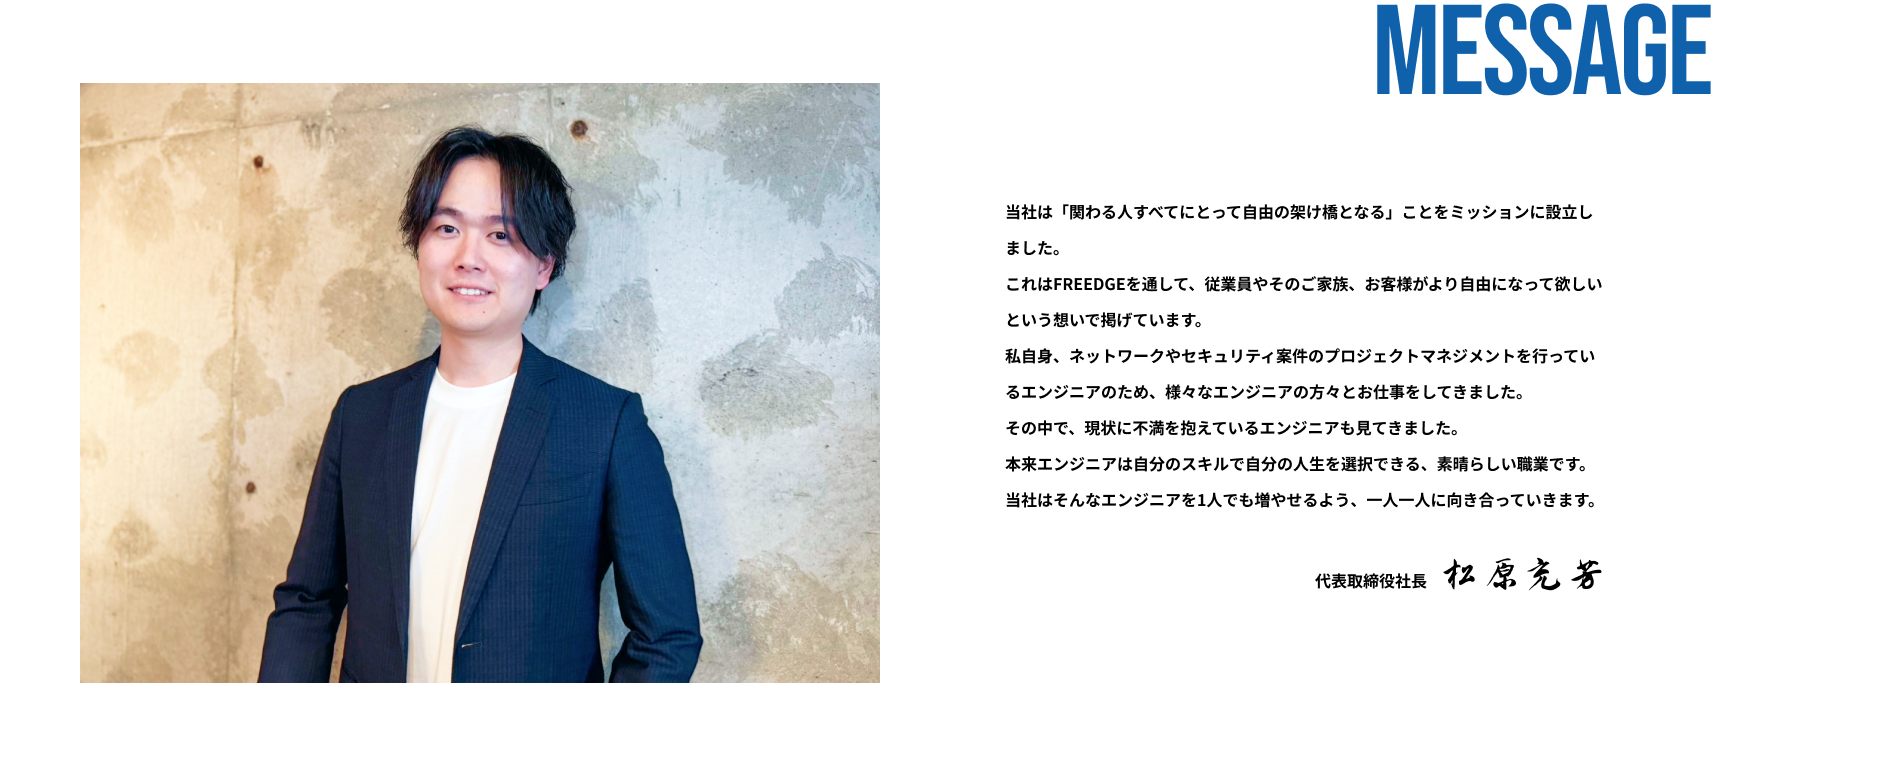 MESSAGE
当社は「関わる人すべてにとって自由の架け橋となる」ことをミッションに設立し
ました。
これはFREEDGEを通して、従業員やそのご家族、お客様がより自由になって欲しい
という想いで掲げています。
私自身、ネットワークやセキュリティ案件のプロジェクトマネジメントを行ってい
るエンジニアのため、様々なエンジニアの方々とお仕事をしてきました。
その中で、現状に不満を抱えているエンジニアも見てきました。
本来エンジニアは自分のスキルで自分の人生を選択できる、素晴らしい職業です。
当社はそんなエンジニアを1人でも増やせるよう、一人一人に向き合っていきます。
代表取締役社長 松原充芳